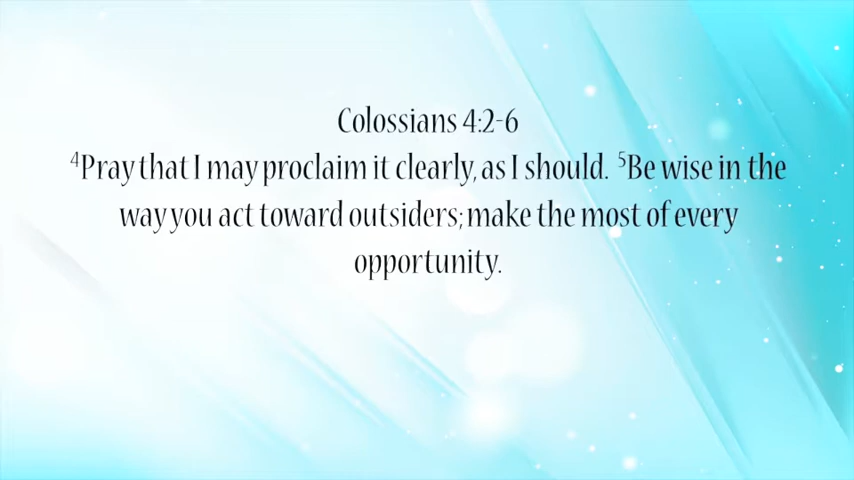 Colossians 4:2-6
⁴Pray that I may proclaim it clearly, as I should. ⁵Be wise in the
way you act toward outsiders; make the most of every
opportunity.